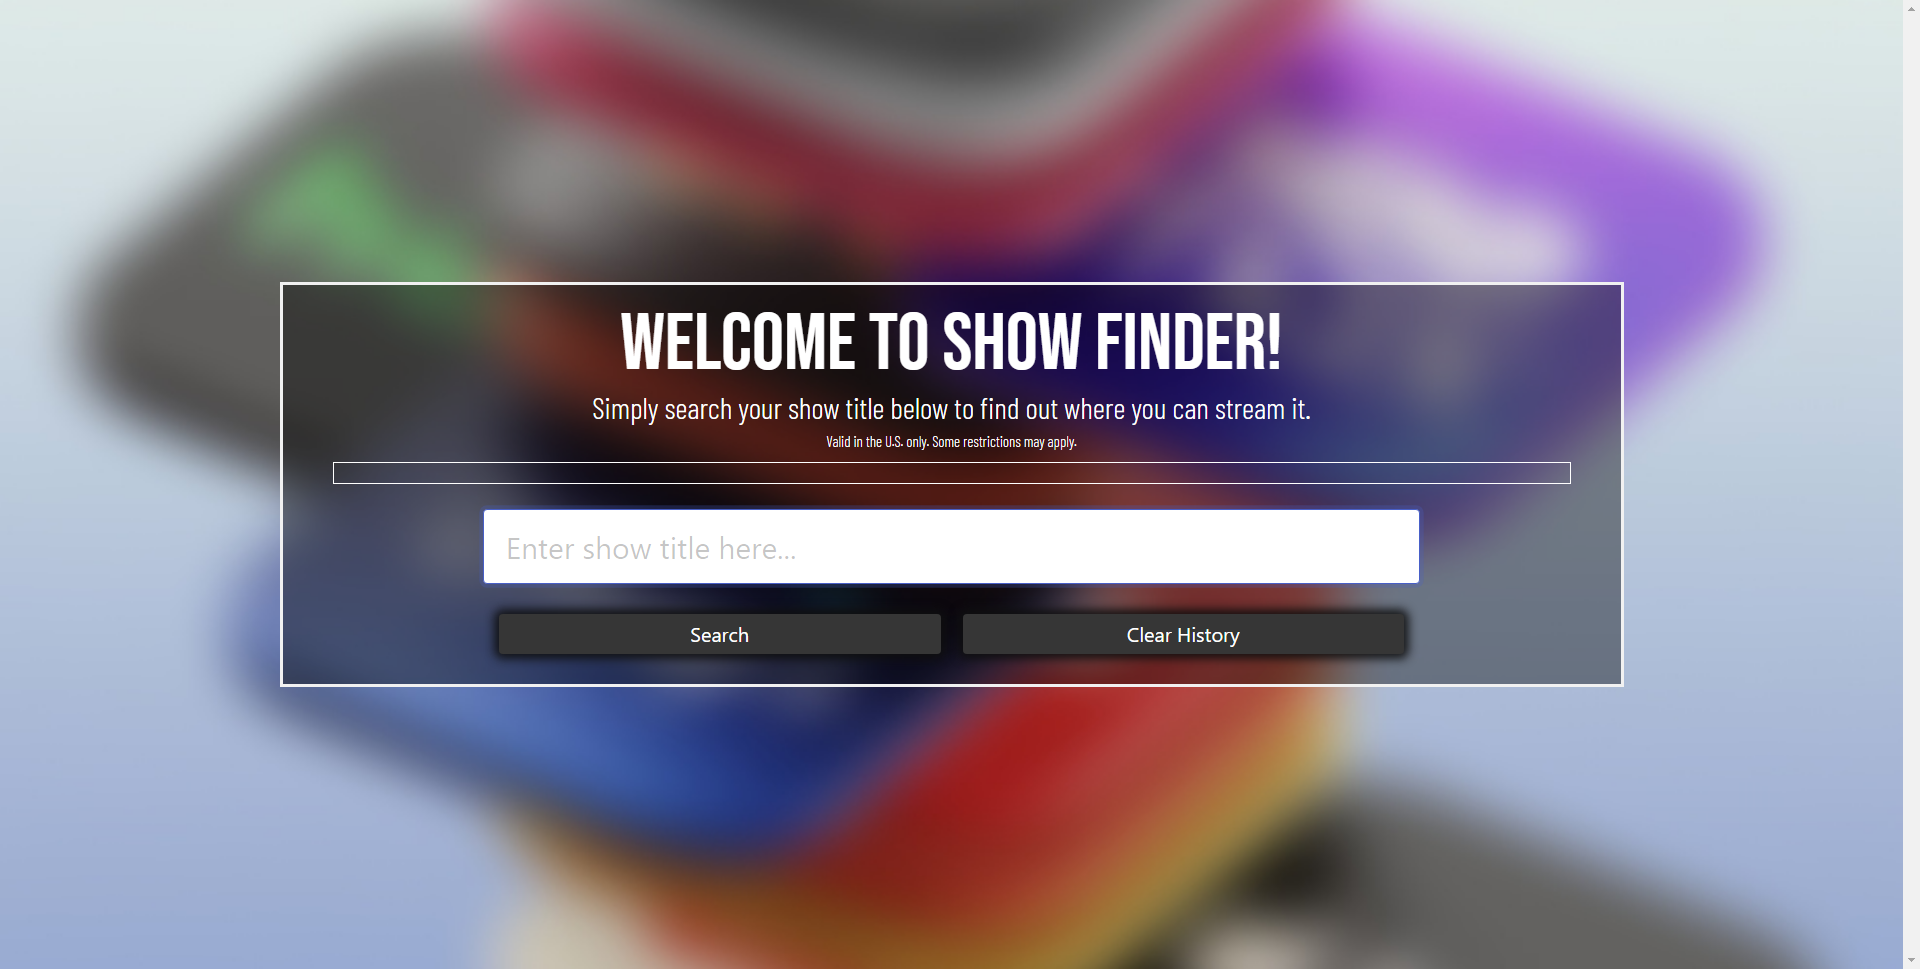 WELCOME TO SHOW FINDER!
Simply search your show title below to find out where you can stream it.
Valid in the U.S. only. Some restrictions may apply.
Enter show title here...
Search
Clear History